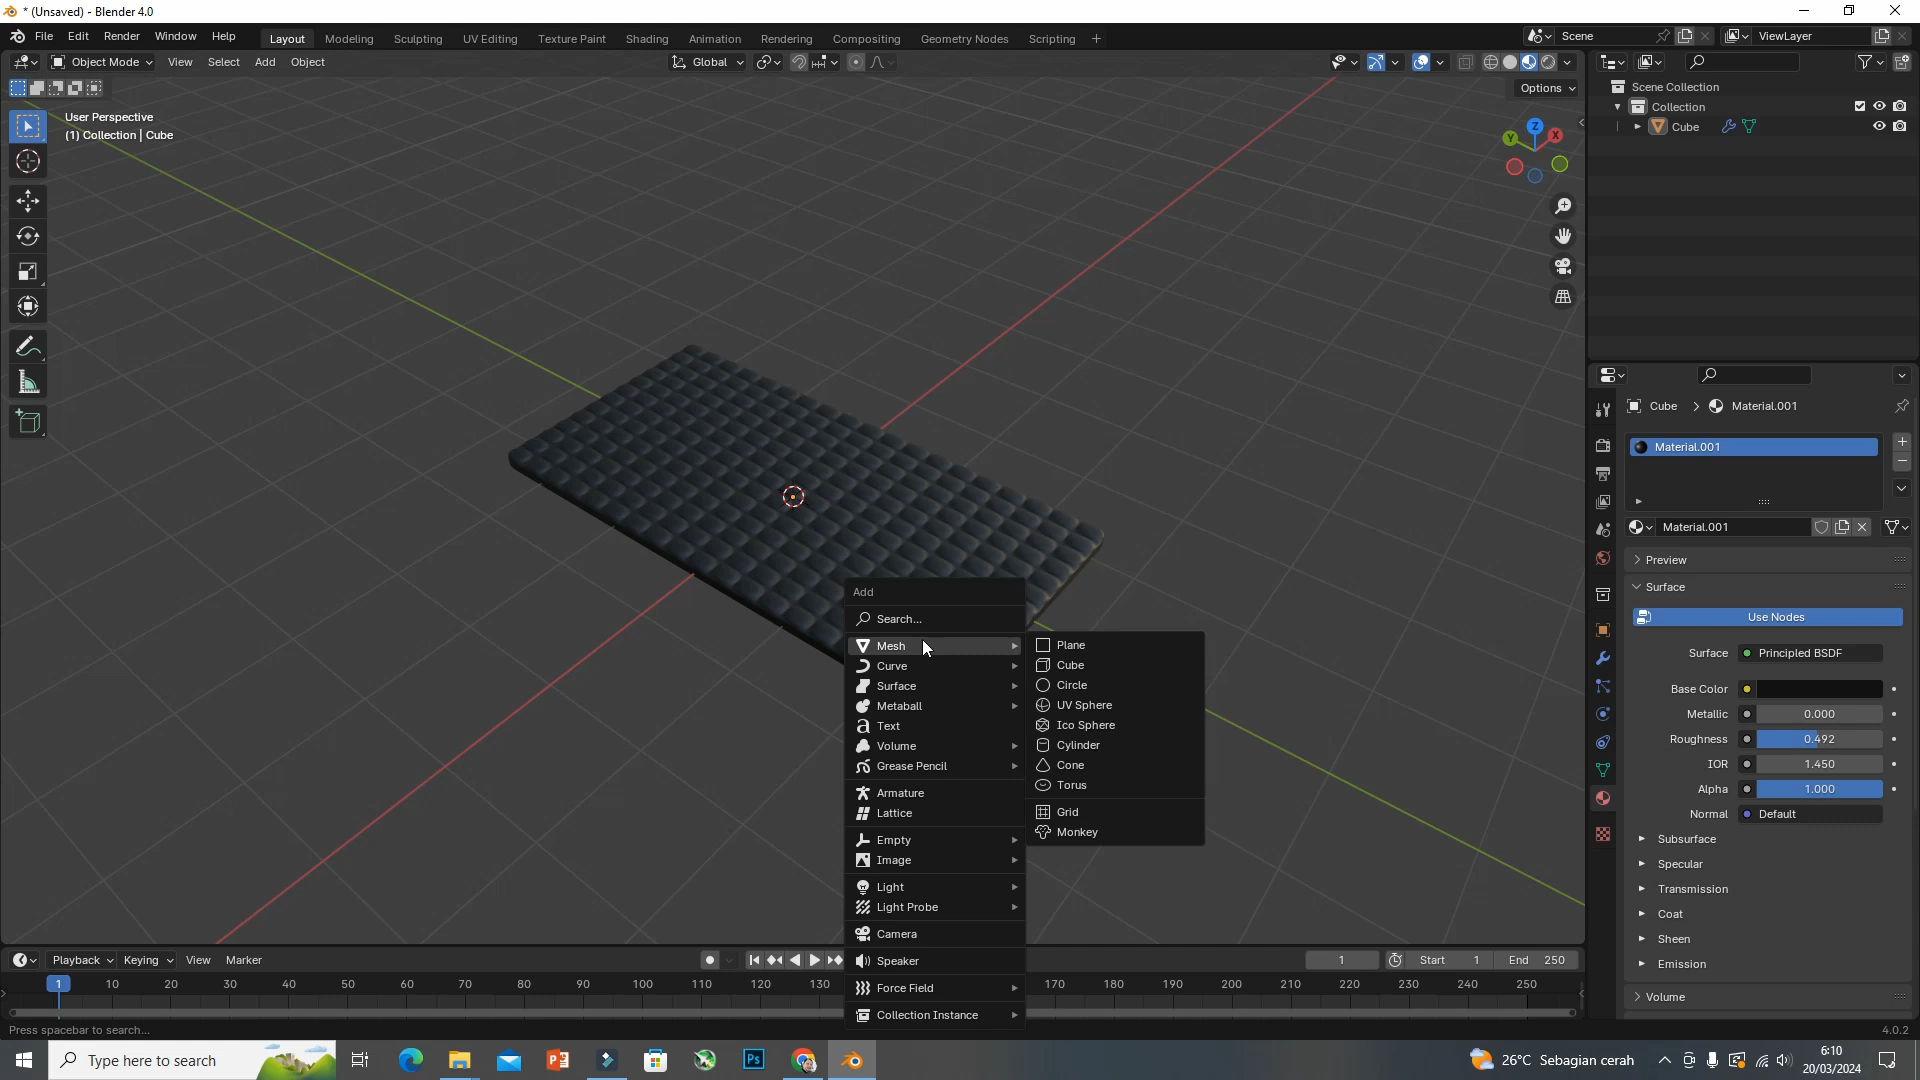 * (Unsaved) - Blender 4.0
File Edit Render Window Help Layout Modeling Sculpting UV Editing Texture Paint Shading Animation Rendering Compositing Geometry Nodes Scripting + Scene ViewLayer
Object Mode View Select Add Object Global
Options
User Perspective
(1) Collection | Cube
Z
Y
X
Scene Collection
Collection
Cube
Cube > Material.001
Material.001
Material.001
Preview
Surface
Use Nodes
Surface Principled BSDF
Base Color
Metallic 0.000
Roughness 0.492
IOR 1.450
Alpha 1.000
Normal Default
Subsurface
Specular
Transmission
Coat
Sheen
Emission
Volume
Add
Search...
Mesh
Curve
Surface
Metaball
Text
Volume
Grease Pencil
Armature
Lattice
Empty
Image
Light
Light Probe
Camera
Speaker
Force Field
Collection Instance
Plane
Cube
Circle
UV Sphere
Ico Sphere
Cylinder
Cone
Torus
Grid
Monkey
Playback Keying View Marker 1 Start 1 End 250
1 10 20 30 40 50 60 70 80 90 100 110 120 130 170 180 190 200 210 220 230 240 250
Press spacebar to search... 4.0.2
Type here to search 26°C Sebagian cerah 6:10
20/03/2024